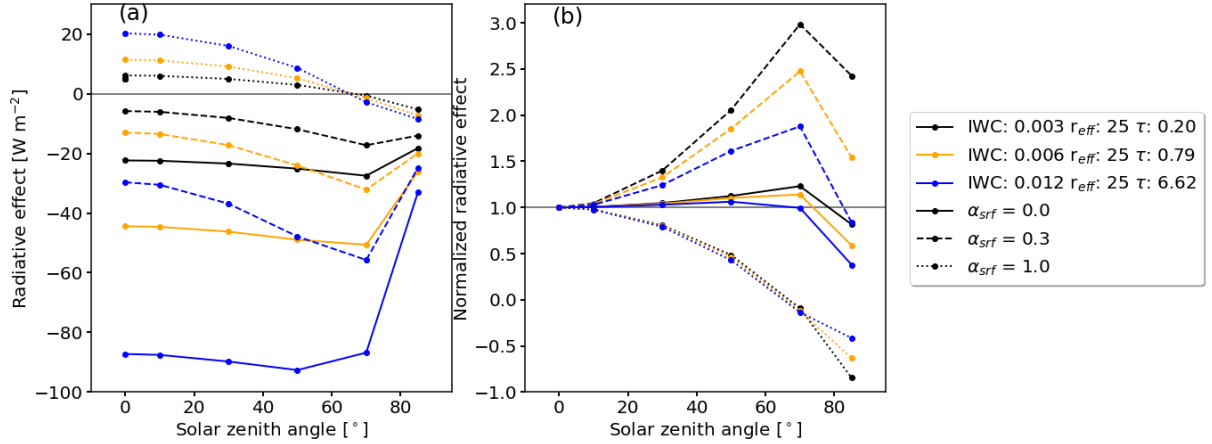 (a)
Radiative effect [W m⁻²]
20
0
−20
−40
−60
−80
−100
0 20 40 60 80
Solar zenith angle [°]
(b)
Normalized radiative effect
3.0
2.5
2.0
1.5
1.0
0.5
0.0
−0.5
−1.0
0 20 40 60 80
Solar zenith angle [°]
IWC: 0.003 r_eff: 25 τ: 0.20
IWC: 0.006 r_eff: 25 τ: 0.79
IWC: 0.012 r_eff: 25 τ: 6.62
α_srf = 0.0
α_srf = 0.3
α_srf = 1.0